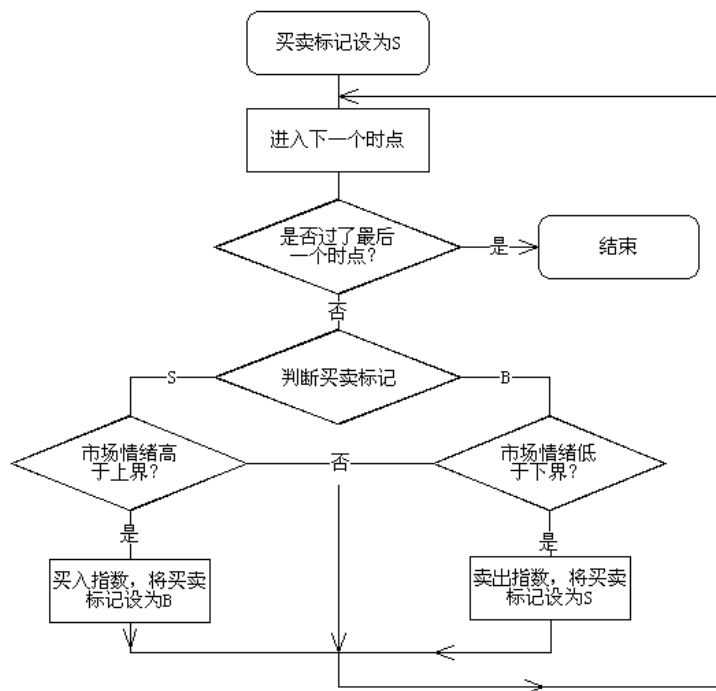 买卖标记设为S
进入下一个时点
是否过了最后
一个时点？
是
结束
否
判断买卖标记
S
B
市场情绪高
于上界？
否
市场情绪低
于下界？
是
是
买入指数，将买卖
标记设为B
卖出指数，将买卖
标记设为S